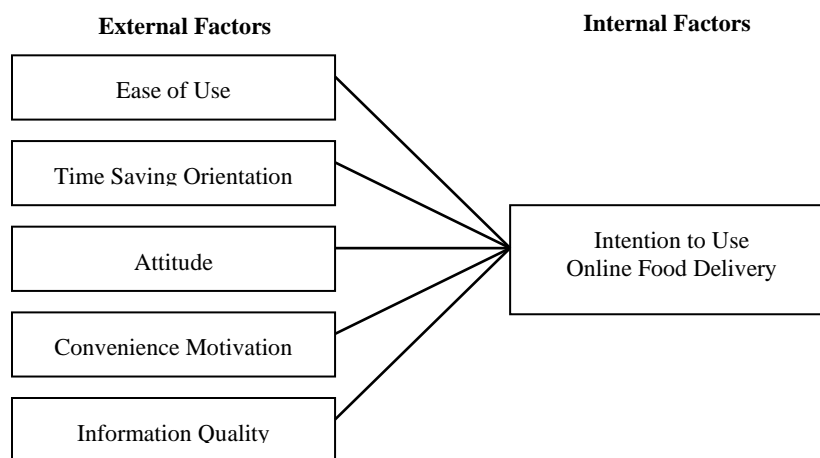 External Factors
Internal Factors
Ease of Use
Time Saving Orientation
Attitude
Convenience Motivation
Information Quality
Intention to Use
Online Food Delivery